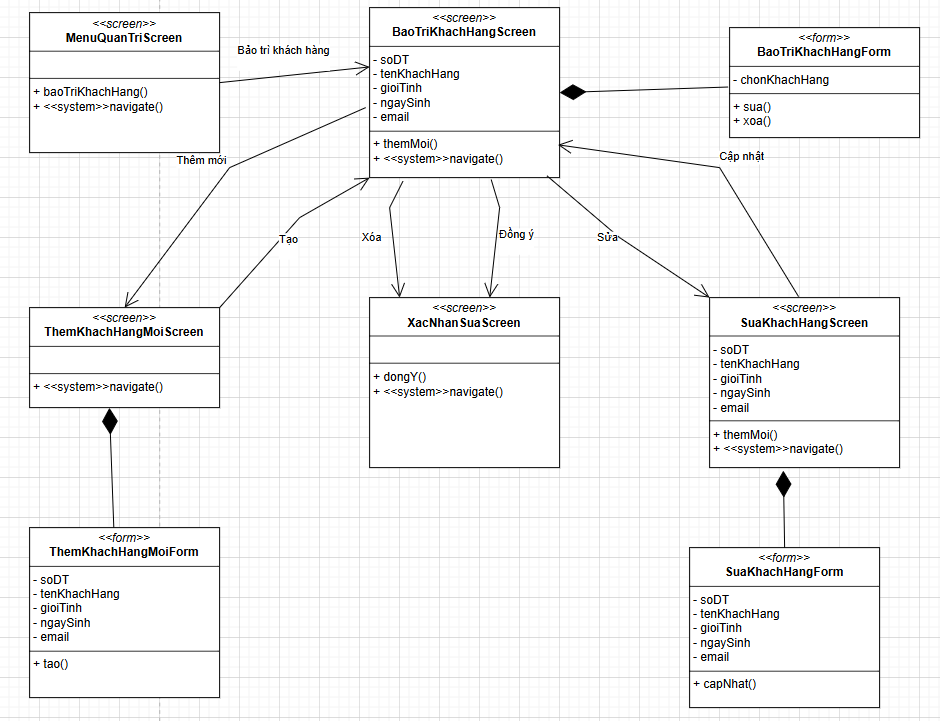 <<screen>>
MenuQuanTriScreen
+ baoTriKhachHang()
+ <<system>>navigate()
Bảo trì khách hàng
<<screen>>
BaoTriKhachHangScreen
- soDT
- tenKhachHang
- gioiTinh
- ngaySinh
- email
+ themMoi()
+ <<system>>navigate()
<<form>>
BaoTriKhachHangForm
- chonKhachHang
+ sua()
+ xoa()
Thêm mới
Cập nhật
Tạo
Xóa
Đồng ý
Sửa
<<screen>>
ThemKhachHangMoiScreen
+ <<system>>navigate()
<<screen>>
XacNhanSuaScreen
+ dongY()
+ <<system>>navigate()
<<screen>>
SuaKhachHangScreen
- soDT
- tenKhachHang
- gioiTinh
- ngaySinh
- email
+ themMoi()
+ <<system>>navigate()
<<form>>
ThemKhachHangMoiForm
- soDT
- tenKhachHang
- gioiTinh
- ngaySinh
- email
+ tao()
<<form>>
SuaKhachHangForm
- soDT
- tenKhachHang
- gioiTinh
- ngaySinh
- email
+ capNhat()